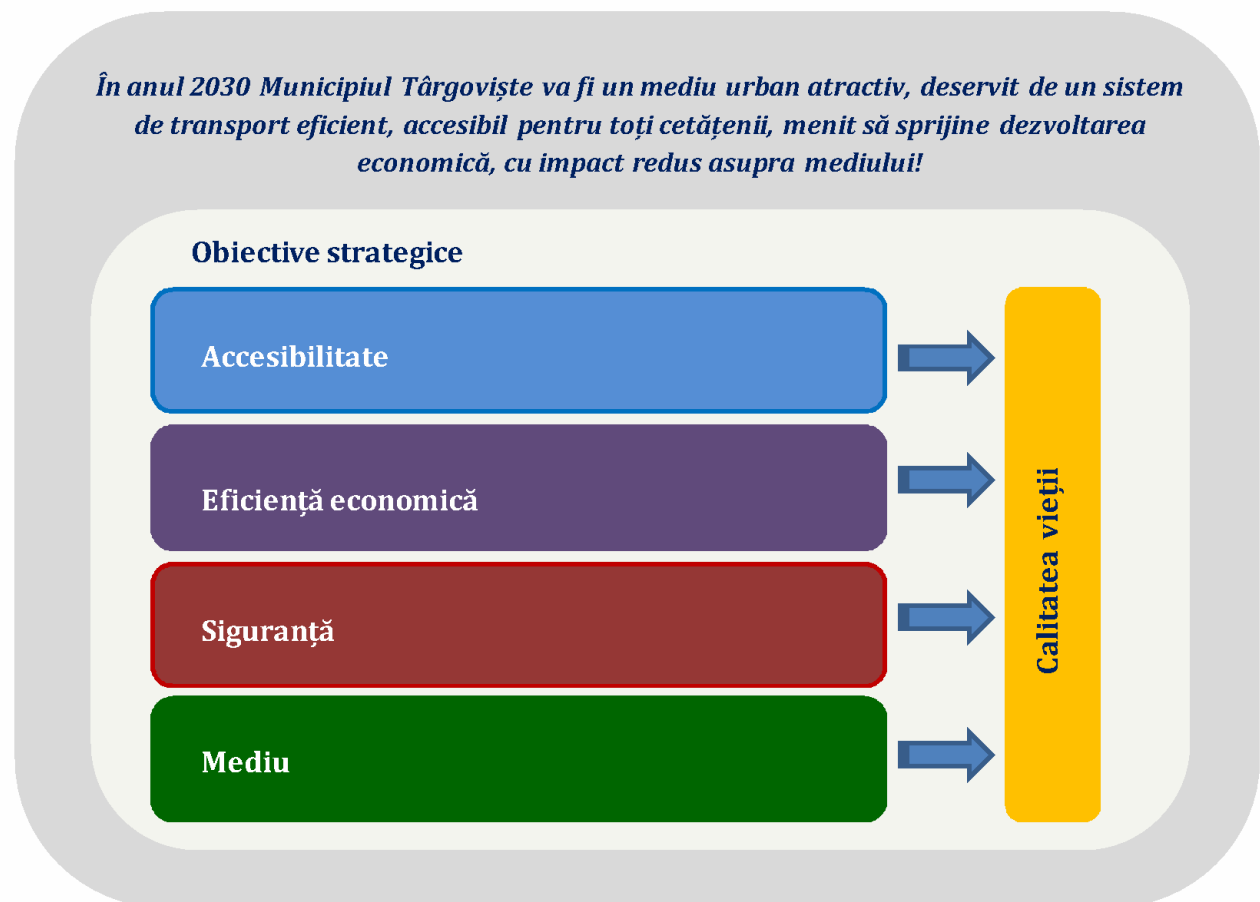 În anul 2030 Municipiul Târgoviște va fi un mediu urban atractiv, deservit de un sistem
de transport eficient, accesibil pentru toți cetățenii, menit să sprijine dezvoltarea
economică, cu impact redus asupra mediului!
Obiective strategice
Accesibilitate
Eficiență economică
Siguranță
Mediu
Calitatea vieții